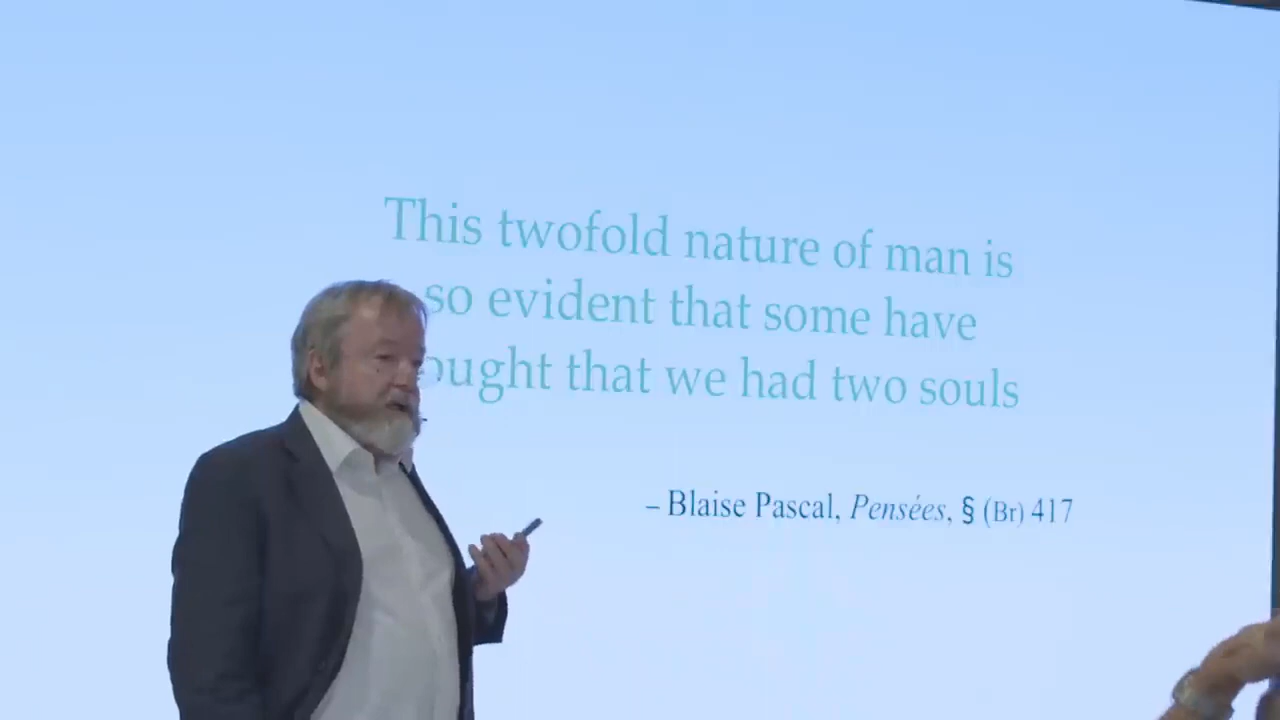 This twofold nature of man is
so evident that some have
ought that we had two souls
– Blaise Pascal, Pensées, § (Br) 417